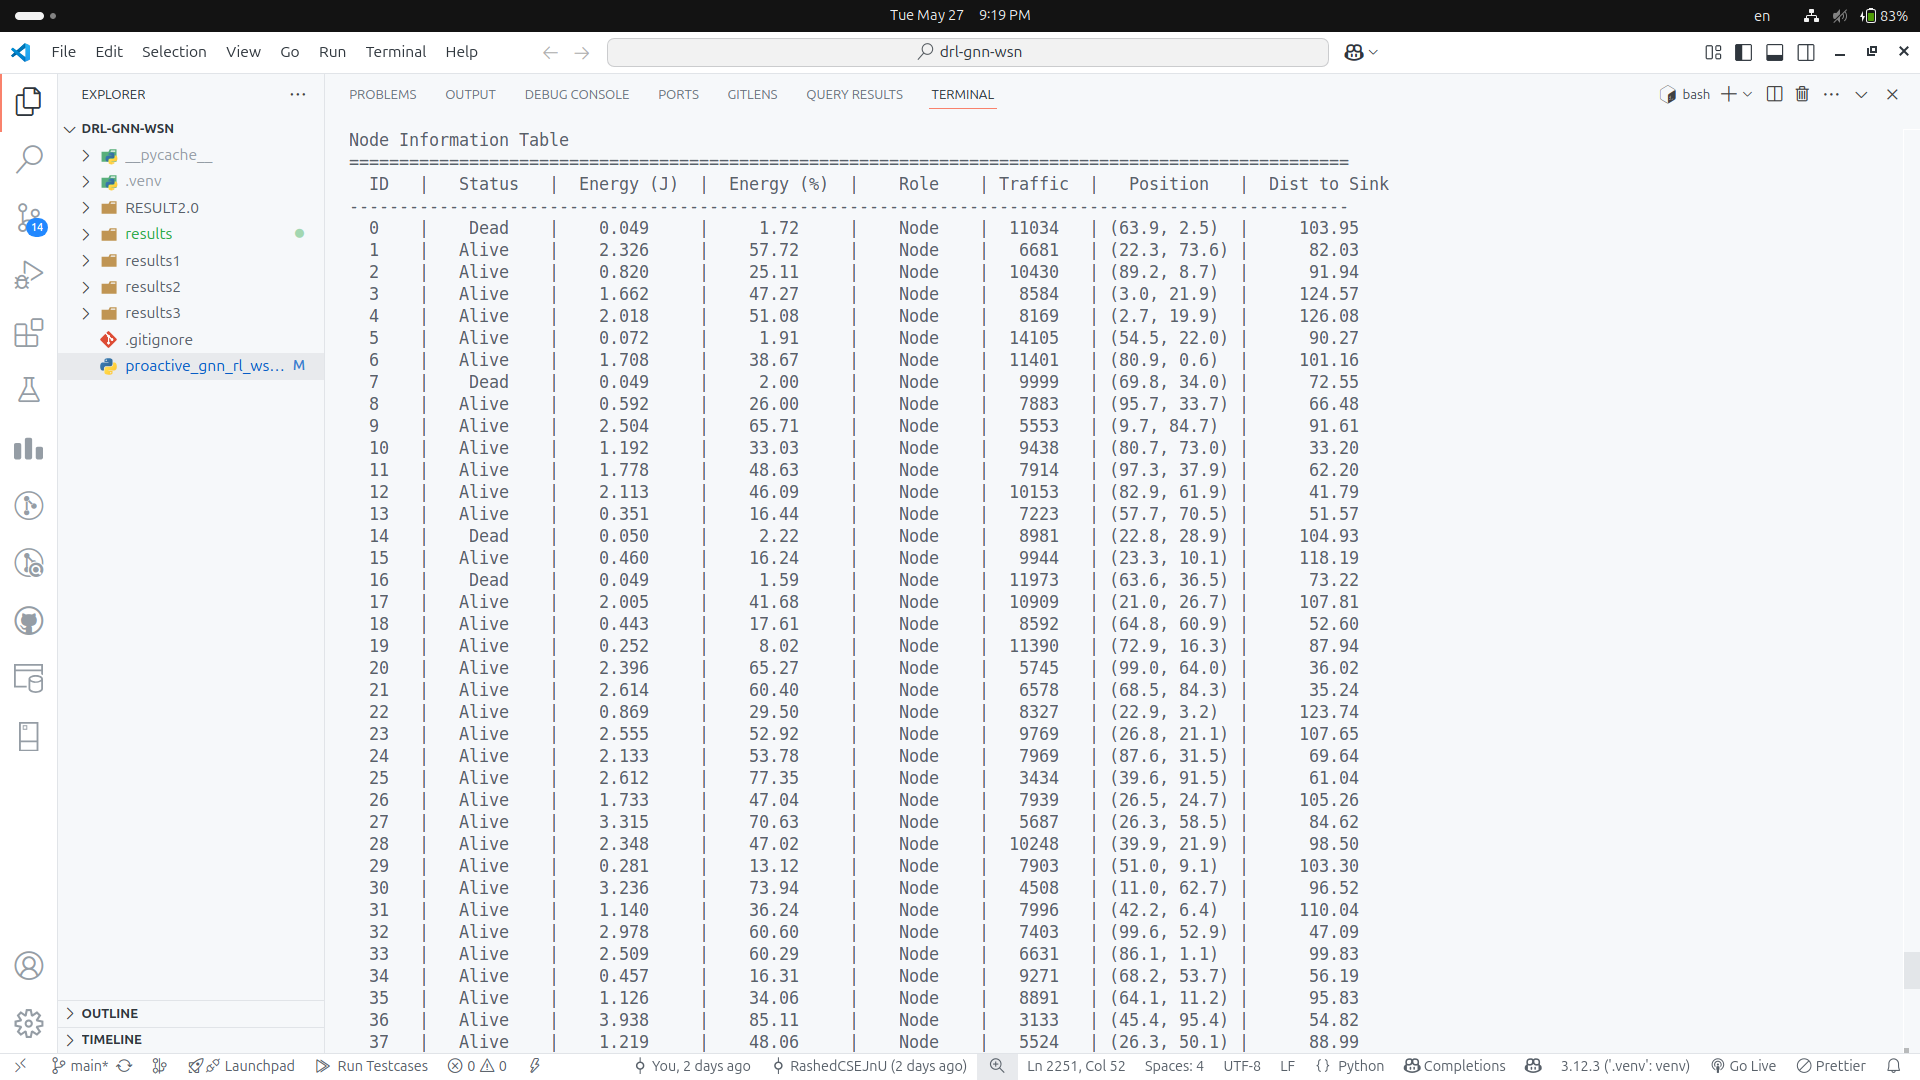 Tue May 27 9:19 PM
en
83%
File Edit Selection View Go Run Terminal Help
drl-gnn-wsn
EXPLORER
PROBLEMS OUTPUT DEBUG CONSOLE PORTS GITLENS QUERY RESULTS TERMINAL
bash
DRL-GNN-WSN
__pycache__
.venv
RESULT2.0
results
results1
results2
results3
.gitignore
proactive_gnn_rl_ws... M
14
OUTLINE
TIMELINE
Node Information Table
====================================================================================================
ID | Status | Energy (J) | Energy (%) | Role | Traffic | Position | Dist to Sink
----------------------------------------------------------------------------------------------------
0 | Dead | 0.049 | 1.72 | Node | 11034 | (63.9, 2.5) | 103.95
1 | Alive | 2.326 | 57.72 | Node | 6681 | (22.3, 73.6) | 82.03
2 | Alive | 0.820 | 25.11 | Node | 10430 | (89.2, 8.7) | 91.94
3 | Alive | 1.662 | 47.27 | Node | 8584 | (3.0, 21.9) | 124.57
4 | Alive | 2.018 | 51.08 | Node | 8169 | (2.7, 19.9) | 126.08
5 | Alive | 0.072 | 1.91 | Node | 14105 | (54.5, 22.0) | 90.27
6 | Alive | 1.708 | 38.67 | Node | 11401 | (80.9, 0.6) | 101.16
7 | Dead | 0.049 | 2.00 | Node | 9999 | (69.8, 34.0) | 72.55
8 | Alive | 0.592 | 26.00 | Node | 7883 | (95.7, 33.7) | 66.48
9 | Alive | 2.504 | 65.71 | Node | 5553 | (9.7, 84.7) | 91.61
10 | Alive | 1.192 | 33.03 | Node | 9438 | (80.7, 73.0) | 33.20
11 | Alive | 1.778 | 48.63 | Node | 7914 | (97.3, 37.9) | 62.20
12 | Alive | 2.113 | 46.09 | Node | 10153 | (82.9, 61.9) | 41.79
13 | Alive | 0.351 | 16.44 | Node | 7223 | (57.7, 70.5) | 51.57
14 | Dead | 0.050 | 2.22 | Node | 8981 | (22.8, 28.9) | 104.93
15 | Alive | 0.460 | 16.24 | Node | 9944 | (23.3, 10.1) | 118.19
16 | Dead | 0.049 | 1.59 | Node | 11973 | (63.6, 36.5) | 73.22
17 | Alive | 2.005 | 41.68 | Node | 10909 | (21.0, 26.7) | 107.81
18 | Alive | 0.443 | 17.61 | Node | 8592 | (64.8, 60.9) | 52.60
19 | Alive | 0.252 | 8.02 | Node | 11390 | (72.9, 16.3) | 87.94
20 | Alive | 2.396 | 65.27 | Node | 5745 | (99.0, 64.0) | 36.02
21 | Alive | 2.614 | 60.40 | Node | 6578 | (68.5, 84.3) | 35.24
22 | Alive | 0.869 | 29.50 | Node | 8327 | (22.9, 3.2) | 123.74
23 | Alive | 2.555 | 52.92 | Node | 9769 | (26.8, 21.1) | 107.65
24 | Alive | 2.133 | 53.78 | Node | 7969 | (87.6, 31.5) | 69.64
25 | Alive | 2.612 | 77.35 | Node | 3434 | (39.6, 91.5) | 61.04
26 | Alive | 1.733 | 47.04 | Node | 7939 | (26.5, 24.7) | 105.26
27 | Alive | 3.315 | 70.63 | Node | 5687 | (26.3, 58.5) | 84.62
28 | Alive | 2.348 | 47.02 | Node | 10248 | (39.9, 21.9) | 98.50
29 | Alive | 0.281 | 13.12 | Node | 7903 | (51.0, 9.1) | 103.30
30 | Alive | 3.236 | 73.94 | Node | 4508 | (11.0, 62.7) | 96.52
31 | Alive | 1.140 | 36.24 | Node | 7996 | (42.2, 6.4) | 110.04
32 | Alive | 2.978 | 60.60 | Node | 7403 | (99.6, 52.9) | 47.09
33 | Alive | 2.509 | 60.29 | Node | 6631 | (86.1, 1.1) | 99.83
34 | Alive | 0.457 | 16.31 | Node | 9271 | (68.2, 53.7) | 56.19
35 | Alive | 1.126 | 34.06 | Node | 8891 | (64.1, 11.2) | 95.83
36 | Alive | 3.938 | 85.11 | Node | 3133 | (45.4, 95.4) | 54.82
37 | Alive | 1.219 | 48.06 | Node | 5524 | (26.3, 50.1) | 88.99
main* Launchpad Run Testcases 0 0 You, 2 days ago RashedCSEJnU (2 days ago) Ln 2251, Col 52 Spaces: 4 UTF-8 LF {} Python Completions 3.12.3 ('.venv': venv) Go Live Prettier